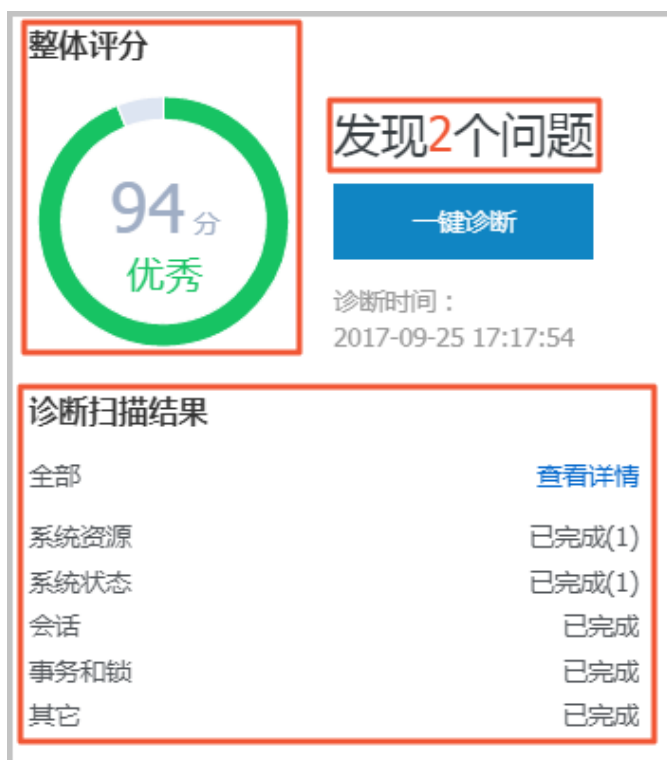 整体评分
94分
优秀
发现2个问题
一键诊断
诊断时间：
2017-09-25 17:17:54
诊断扫描结果
全部 查看详情
系统资源 已完成(1)
系统状态 已完成(1)
会话 已完成
事务和锁 已完成
其它 已完成